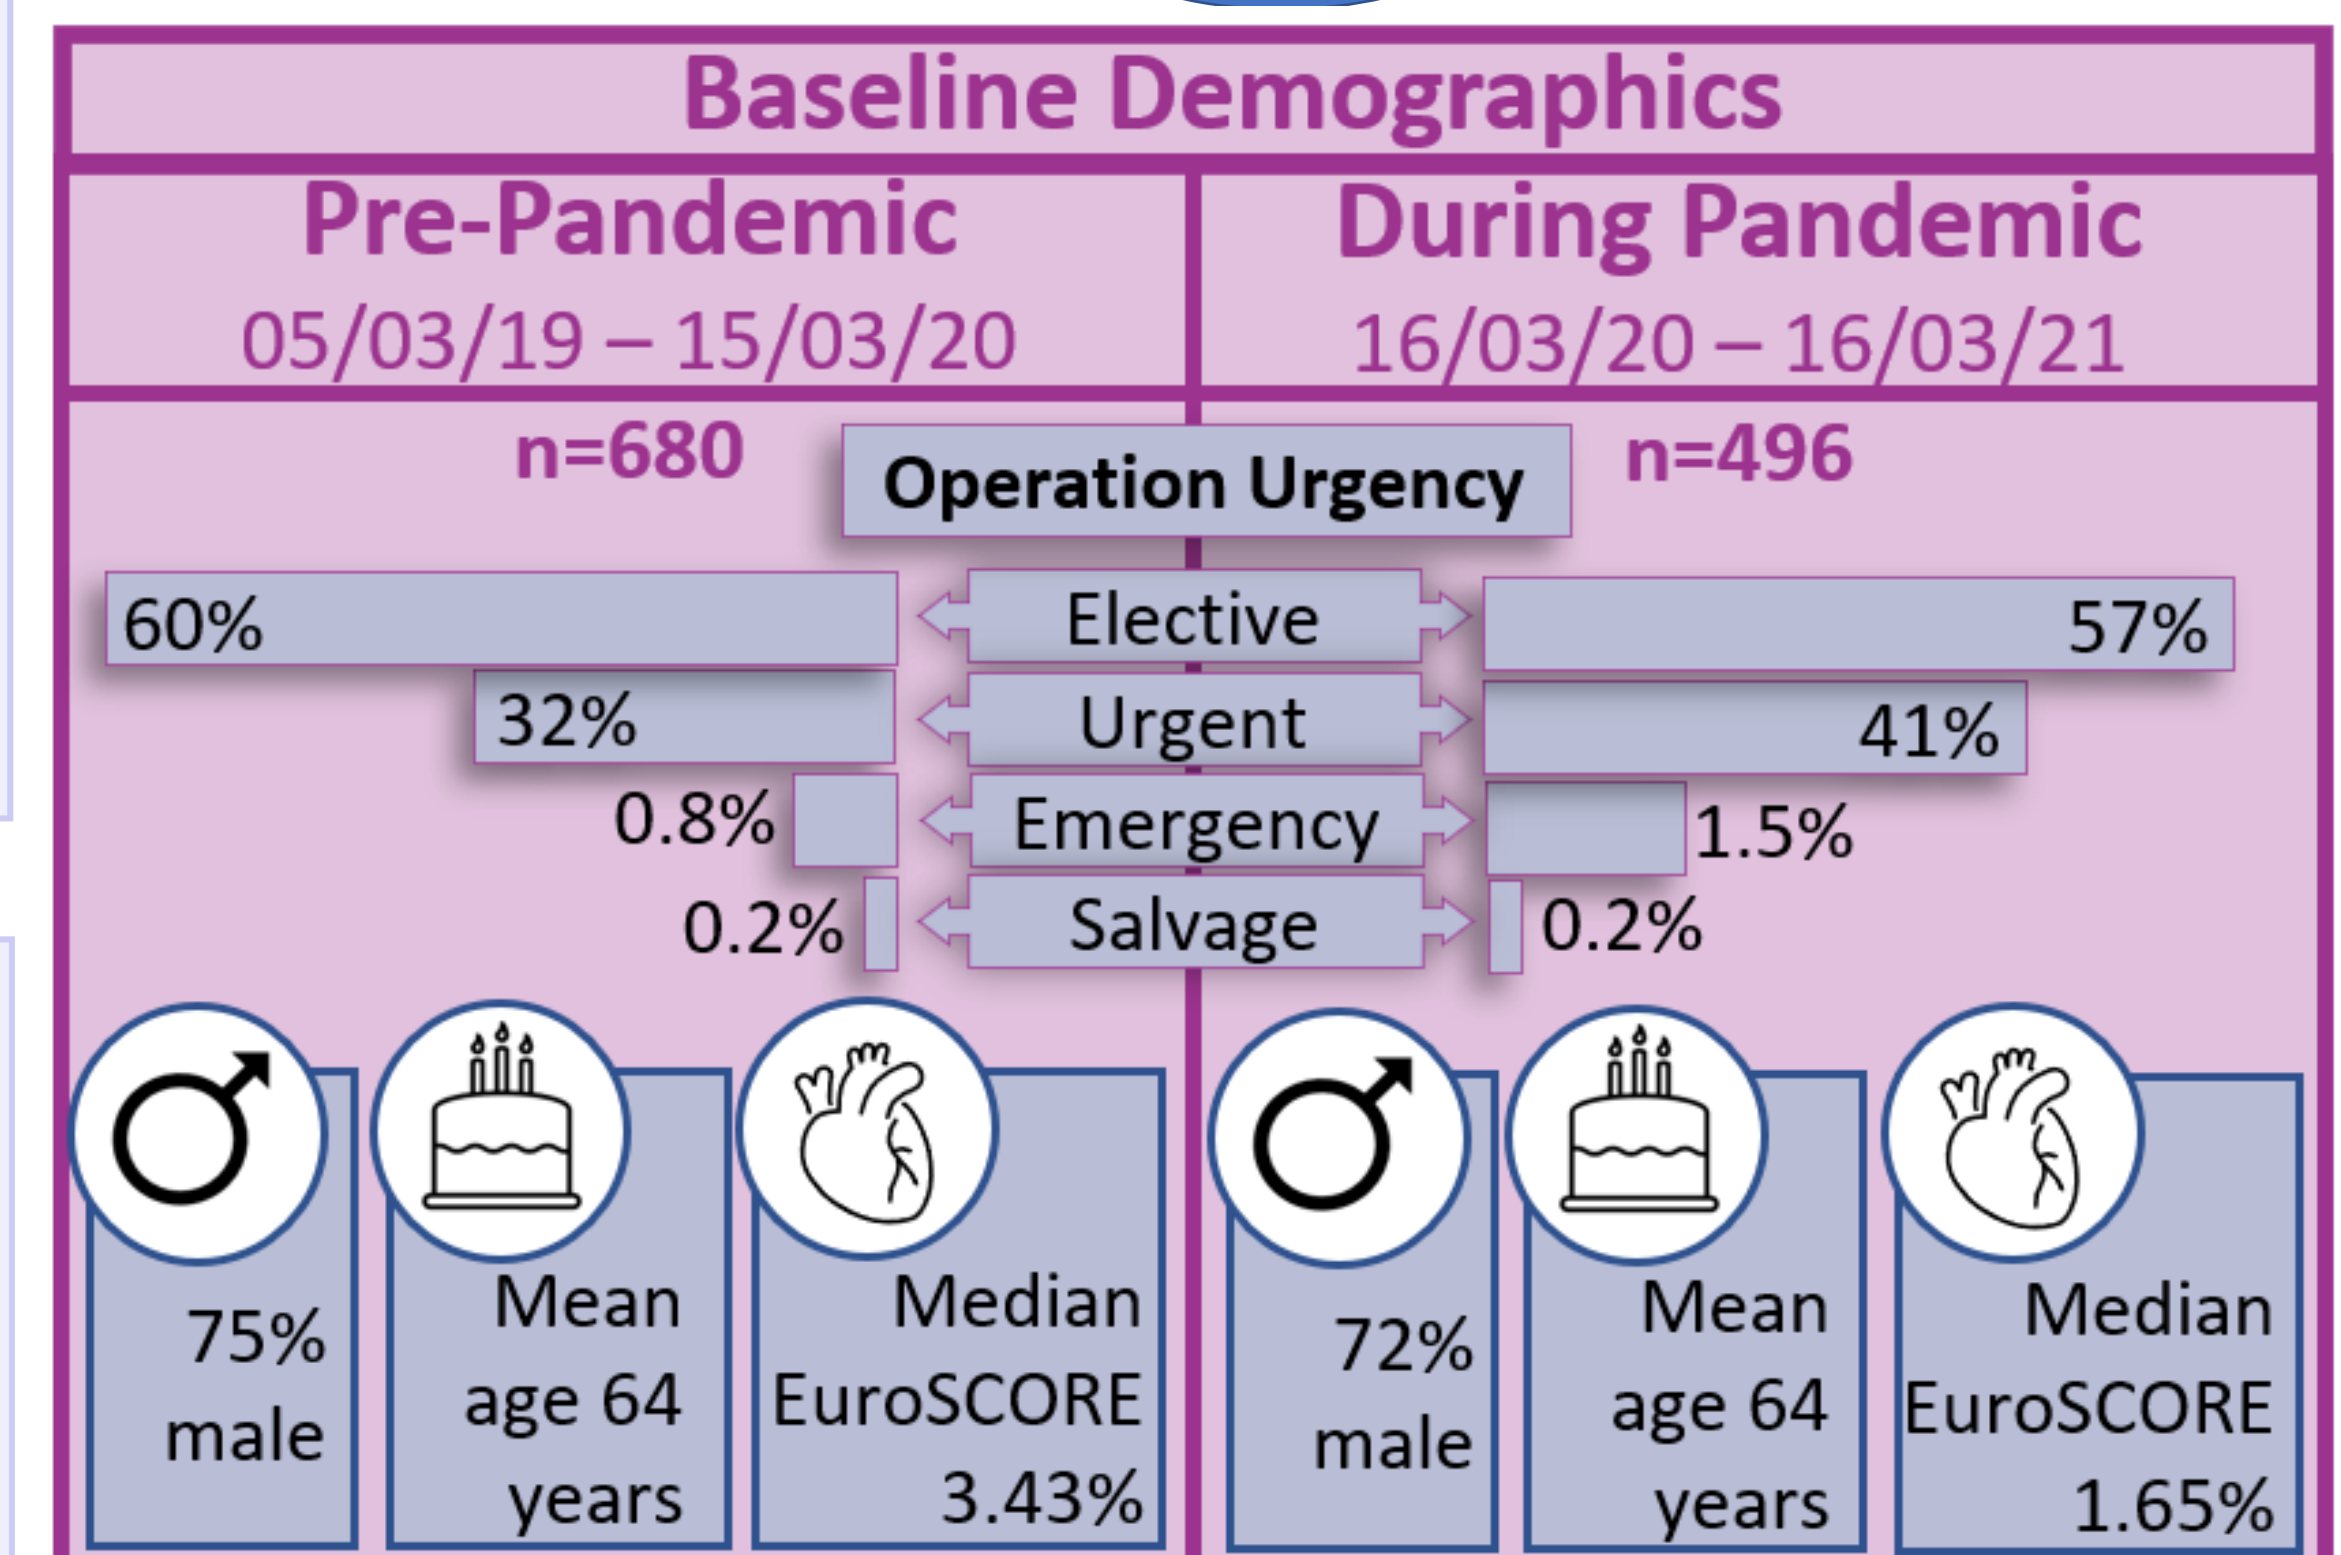 Baseline Demographics
Pre-Pandemic
05/03/19 – 15/03/20
During Pandemic
16/03/20 – 16/03/21
n=680
Operation Urgency
n=496
60%
Elective
57%
32%
Urgent
41%
0.8%
Emergency
1.5%
0.2%
Salvage
0.2%
75%
male
Mean
age 64
years
Median
EuroSCORE
3.43%
72%
male
Mean
age 64
years
Median
EuroSCORE
1.65%